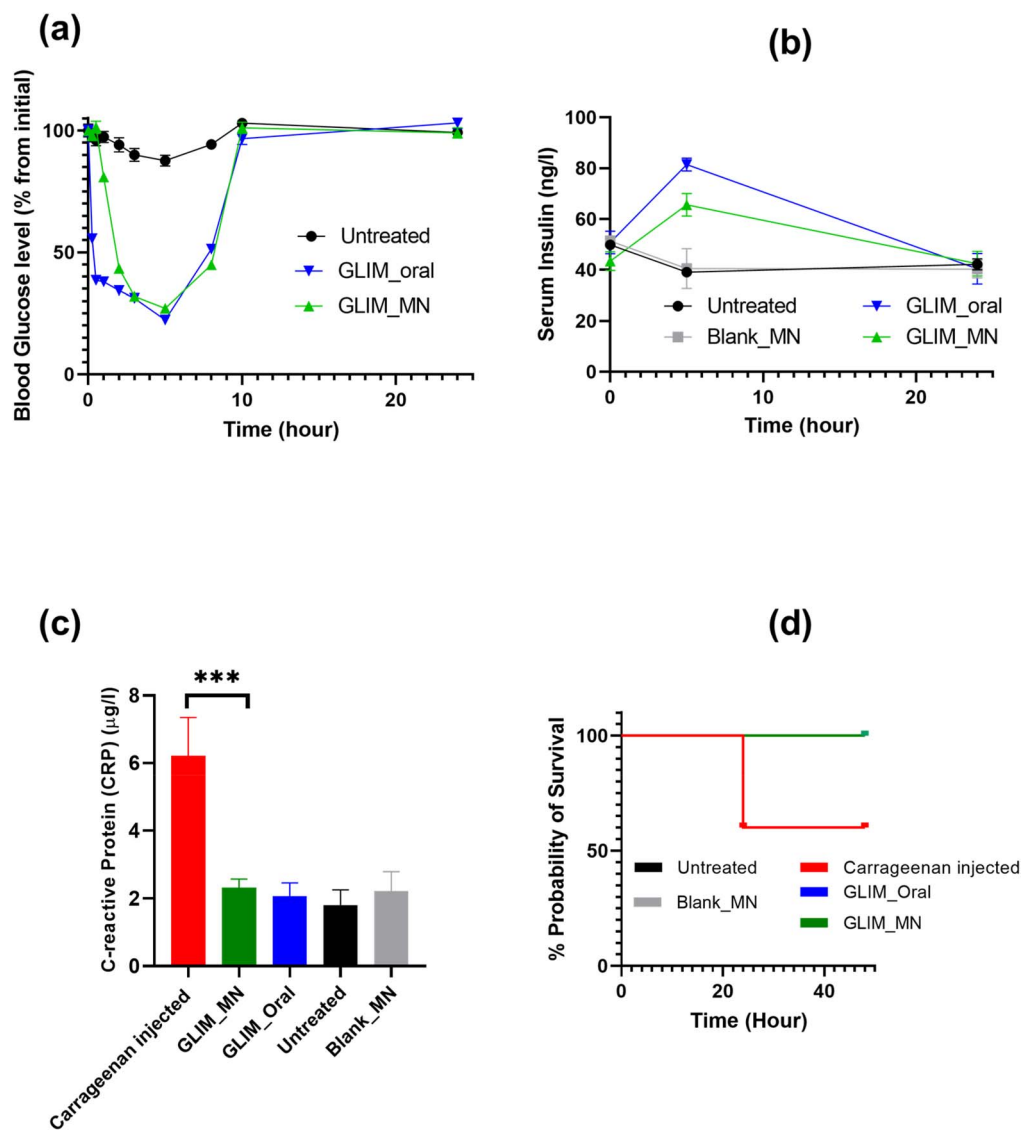 (a)
Blood Glucose level (% from initial)
100
50
0
0
10
20
Time (hour)
Untreated
GLIM_oral
GLIM_MN
(b)
Serum Insulin (ng/l)
100
80
60
40
20
0
0
10
20
Time (hour)
Untreated
Blank_MN
GLIM_oral
GLIM_MN
(c)
C-reactive Protein (CRP) (μg/l)
8
6
4
2
0
***
Carrageenan injected
GLIM_MN
GLIM_Oral
Untreated
Blank_MN
(d)
% Probability of Survival
100
50
0
0
20
40
Time (Hour)
Untreated
Blank_MN
Carrageenan injected
GLIM_Oral
GLIM_MN